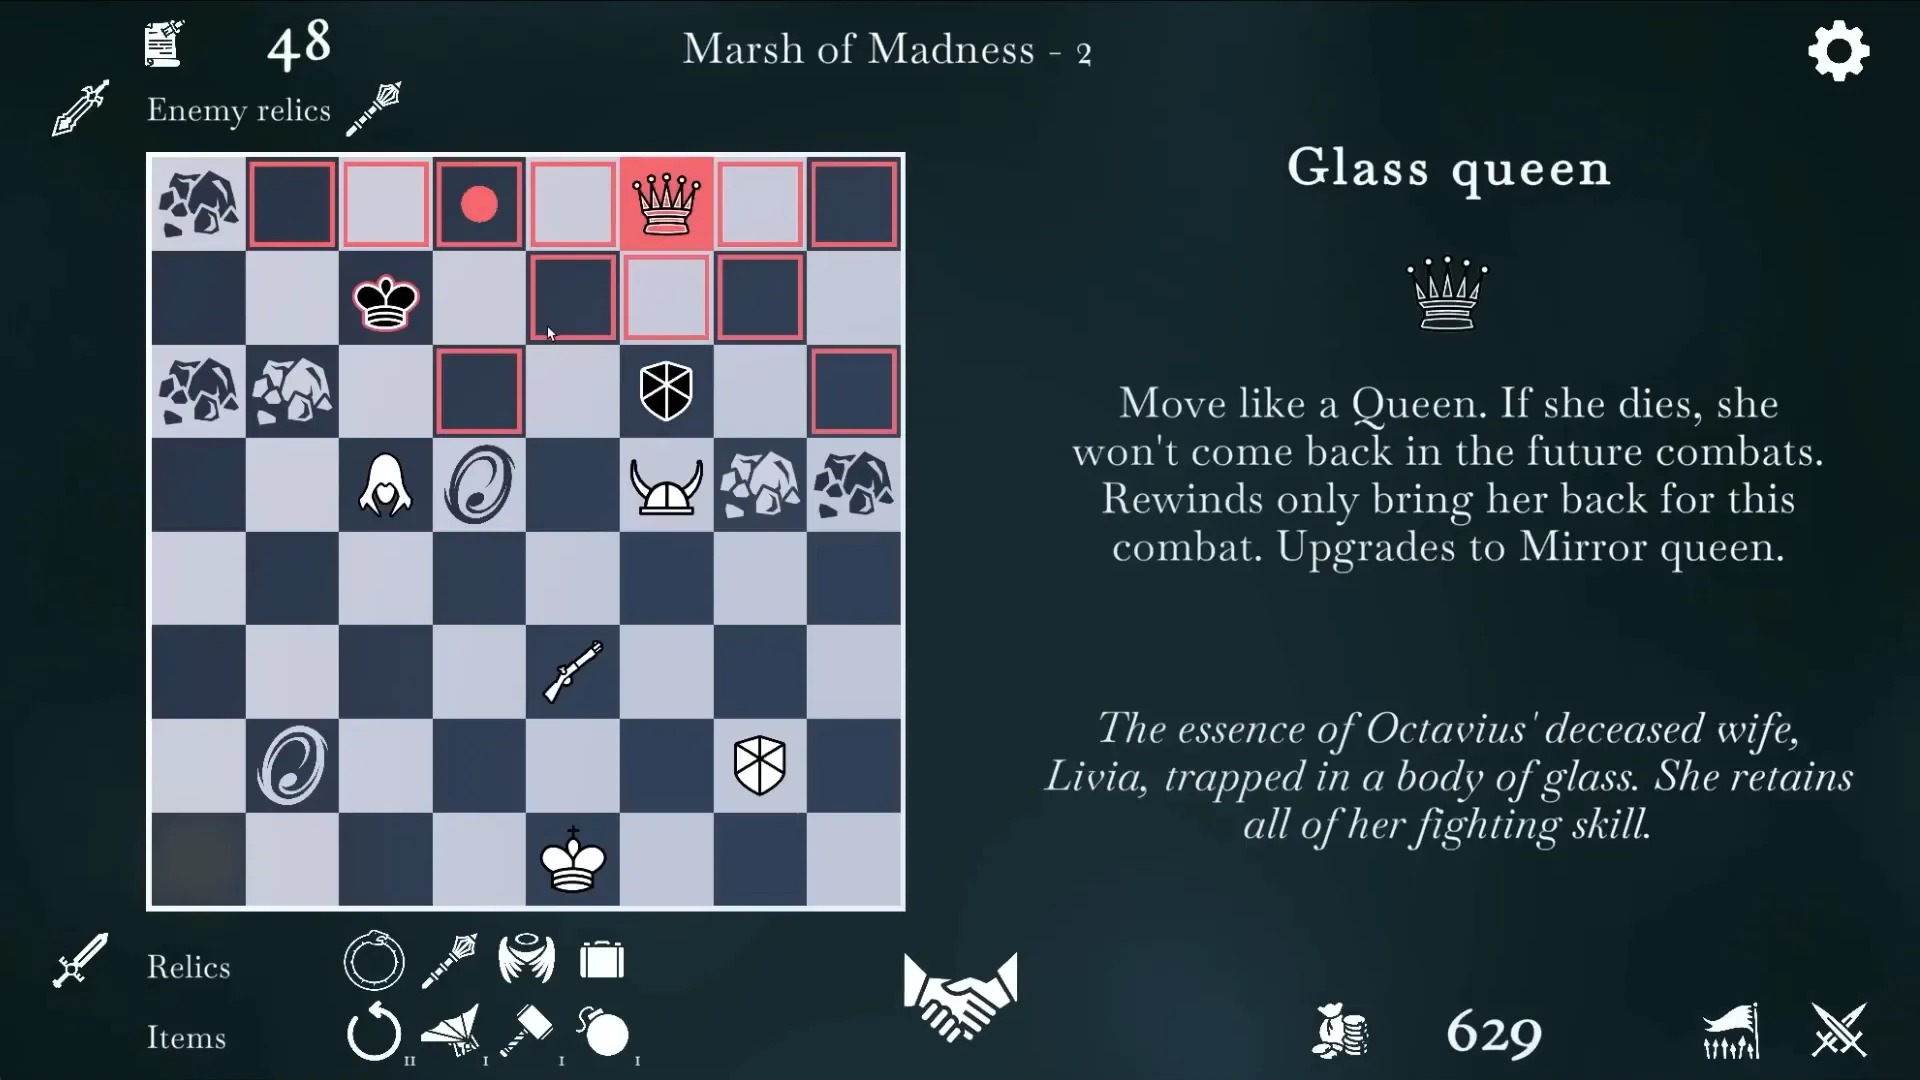 48
Marsh of Madness - 2
Enemy relics
Glass queen
Move like a Queen. If she dies, she
won't come back in the future combats.
Rewinds only bring her back for this
combat. Upgrades to Mirror queen.
The essence of Octavius' deceased wife,
Livia, trapped in a body of glass. She retains
all of her fighting skill.
Relics
Items
II
I
I
I
629